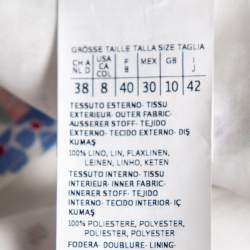 GRÖSSE TAILLE TALLA SIZE TAGLIA
CH A NL D USA CA CO L F B MEX GB I J
38 8 40 30 10 42
TESSUTO ESTERNO- TISSU
EXTERIEUR- OUTER FABRIC-
AUSSERER STOFF- TEJIDO
EXTERNO- TECIDO EXTERNO- DIŞ
KUMAŞ
100% LINO, LIN, FLAX,LINEN,
LEINEN, LINHO, KETEN
TESSUTO INTERNO- TISSU
INTERIEUR- INNER FABRIC-
INNERER STOFF- TEJIDO
INTERNO- TECIDO INTERIOR- IÇ
KUMAŞ
100% POLIESTERE, POLYESTER,
POLIESTER, POLYESTER,
FODERA- DOUBLURE- LINING-